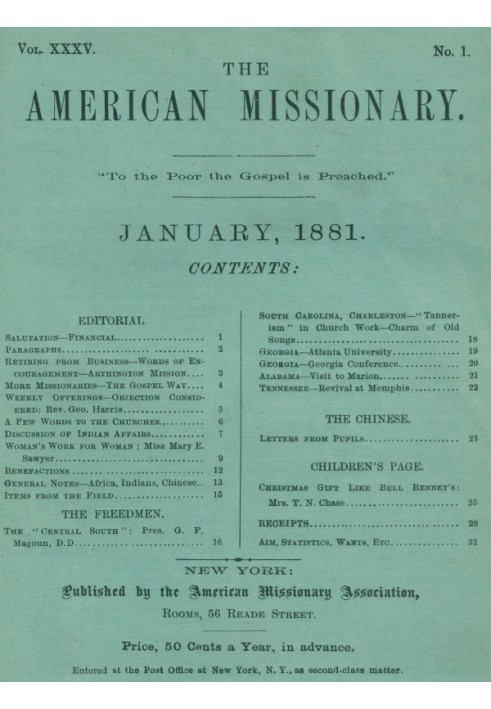 Vol. XXXV.
No. 1.
THE
AMERICAN MISSIONARY.
"To the Poor the Gospel is Preached."
JANUARY, 1881.
CONTENTS:
EDITORIAL.
Salutation—Financial.................... 1
Paragraphs.............................. 2
Retiring from Business—Words of En-
couragement—Arthington Mission.... 3
More Missionaries—The Gospel Way.... 4
Weekly Offerings—Objection Consid-
ered: Rev. Geo. Harris................ 5
A Few Words to the Churches.......... 6
Discussion of Indian Affairs............ 7
Woman's Work for Woman: Miss Mary E.
Sawyer................................ 9
Benefactions ........................... 12
General Notes—Africa, Indians, Chinese.. 13
Items from the Field.................... 15
THE FREEDMEN.
The "Central South": Pres. G. F.
Magoun, D.D.......................... 16
South Carolina, Charleston—"Tanner-
ism" in Church Work—Charm of Old
Songs.................................. 18
Georgia—Atlanta University............ 19
Georgia—Georgia Conference............ 20
Alabama—Visit to Marion................ 21
Tennessee—Revival at Memphis.......... 22
THE CHINESE.
Letters from Pupils...................... 23
CHILDREN'S PAGE.
Christmas Gift Like Bell Bennet's:
Mrs. T. N. Chase...................... 25
RECEIPTS................................ 28
Aim, Statistics, Wants, Etc.............. 32
NEW YORK:
Published by the American Missionary Association,
Rooms, 56 Reade Street.
Price, 50 Cents a Year, in advance.
Entered at the Post Office at New York, N. Y., as second-class matter.